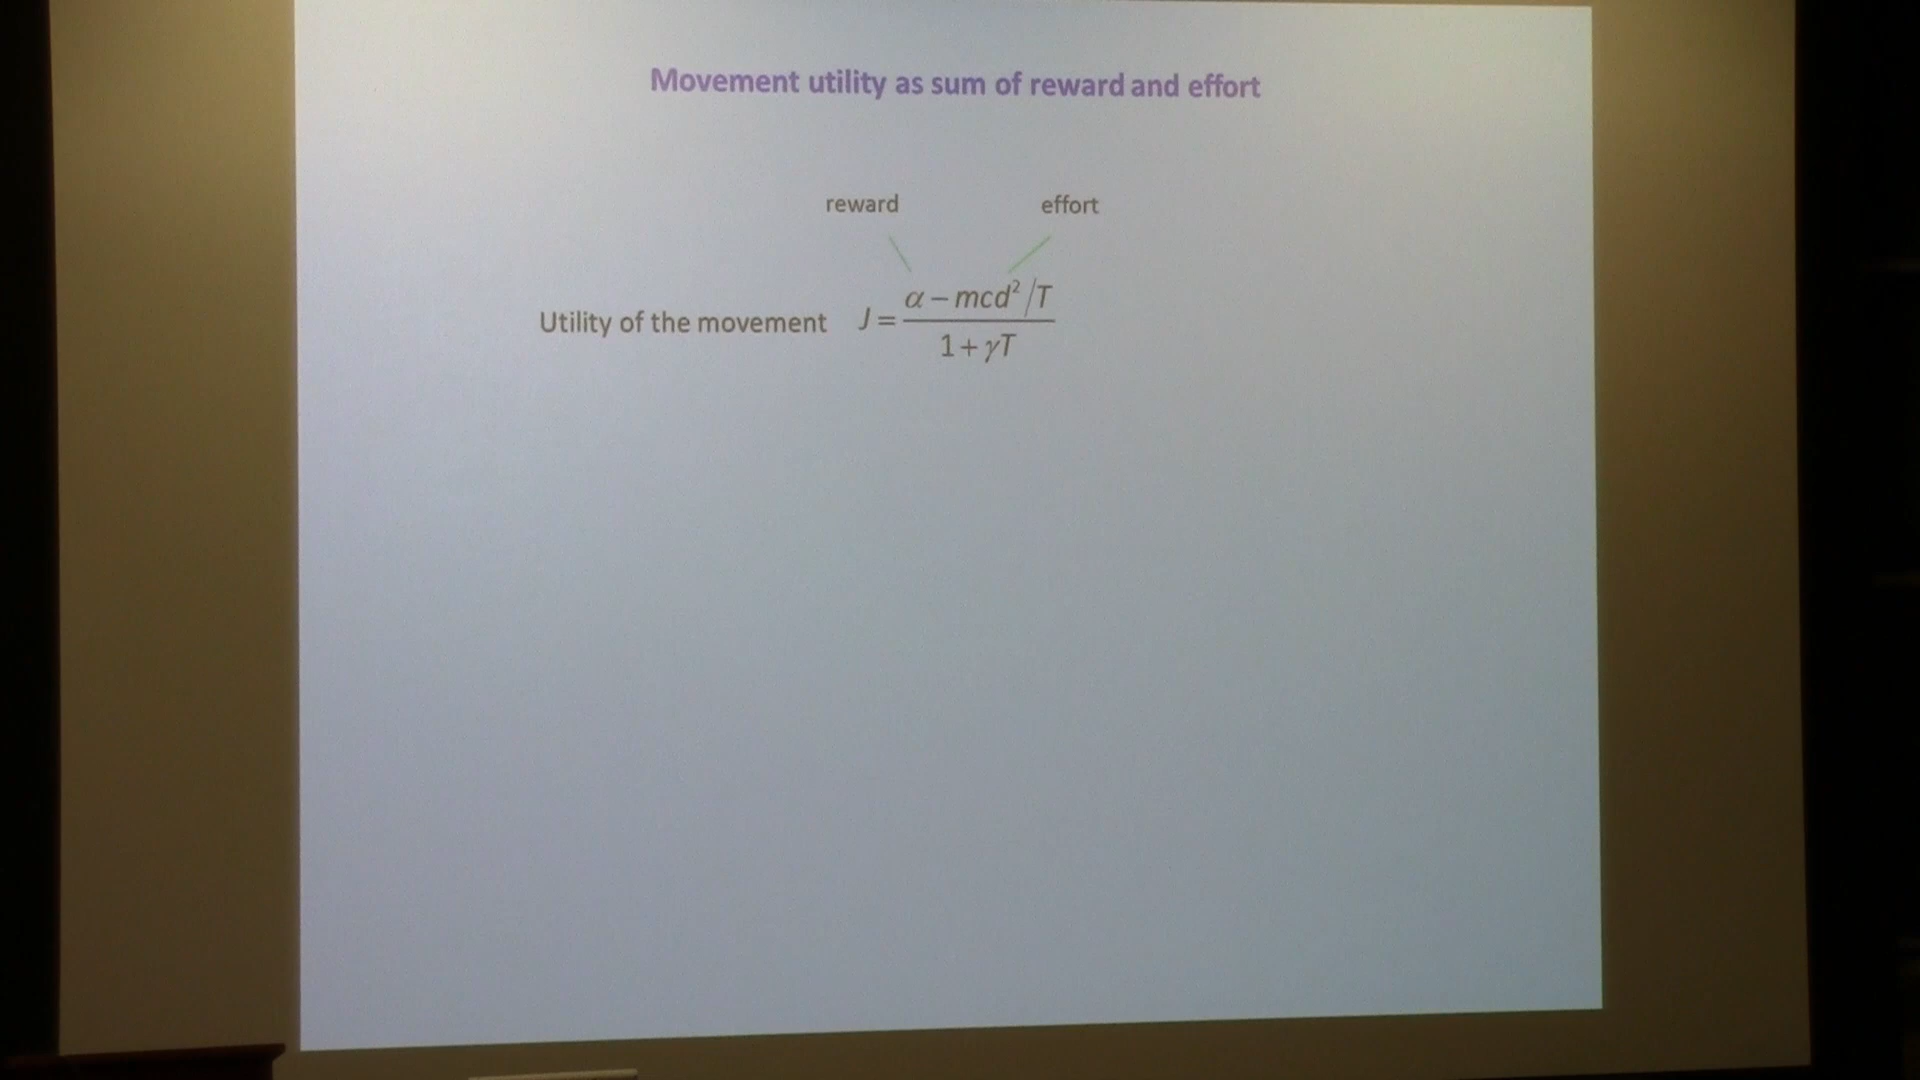 Movement utility as sum of reward and effort
reward effort
Utility of the movement J = α – mcd² /T
1 + γT